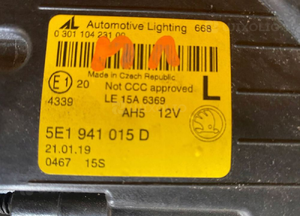 AL Automotive Lighting 668
0 301 104 231 00
Made in Czech Republic
E1 20 Not CCC approved L
4339 LE 15A 6369
AH5 12V
5E1 941 015 D
21.01.19
0467 15S